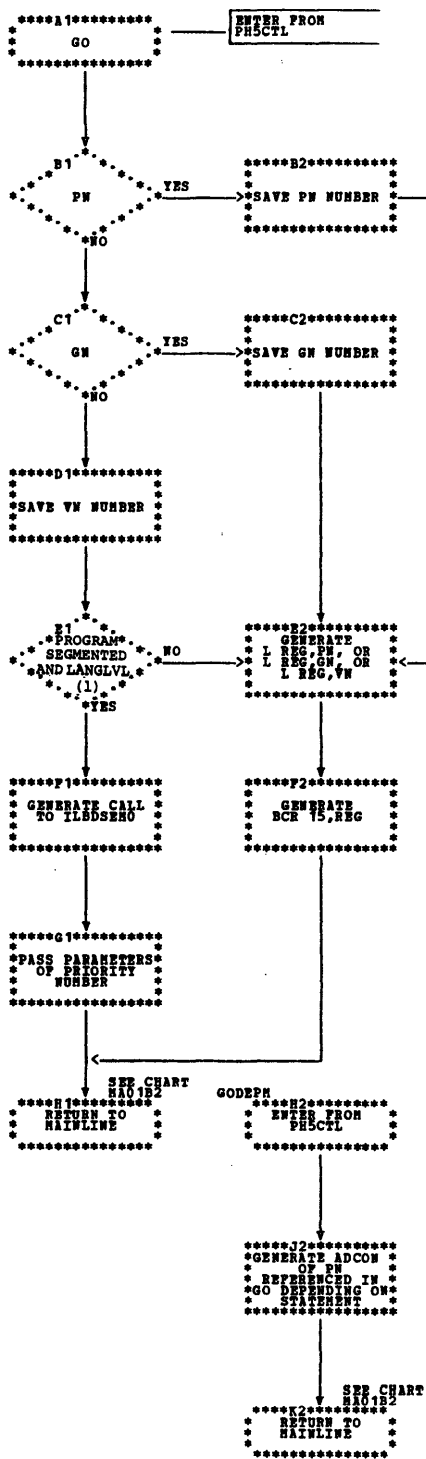 A1
GO
ENTER FROM
PH5CTL
B1
PN
YES
NO
B2
SAVE PN NUMBER
C1
GN
YES
NO
C2
SAVE GN NUMBER
D1
SAVE VN NUMBER
E1
PROGRAM
SEGMENTED
AND LANGLVL
(1)
NO
YES
E2
GENERATE
L REG,PN, OR
L REG,GN, OR
L REG,VN
F1
GENERATE CALL
TO ILBDSEM0
F2
GENERATE
BCR 15,REG
G1
PASS PARAMETERS
OF PRIORITY
NUMBER
SEE CHART
MA01B2
H1
RETURN TO
MAINLINE
GODEPM
H2
ENTER FROM
PH5CTL
J2
GENERATE ADCON
OF PN
REFERENCED IN
GO DEPENDING ON
STATEMENT
SEE CHART
MA01B2
K2
RETURN TO
MAINLINE